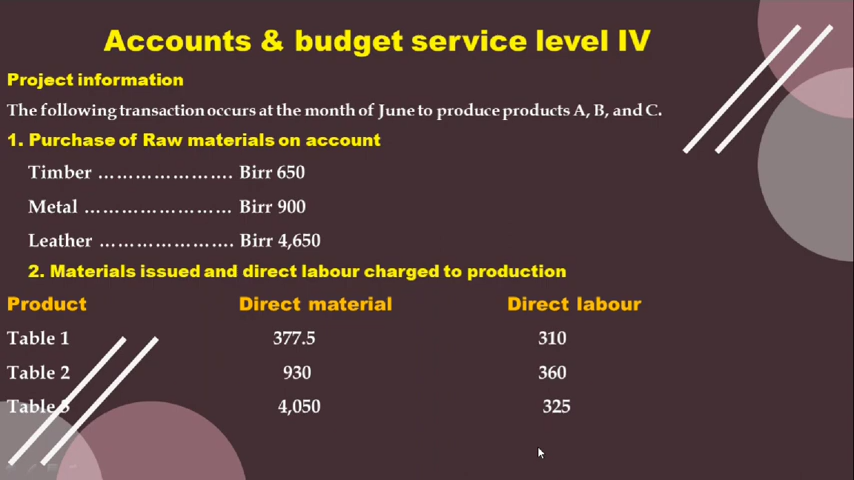 Accounts & budget service level IV
Project information
The following transaction occurs at the month of June to produce products A, B, and C.
1. Purchase of Raw materials on account
Timber …………………. Birr 650
Metal …………………… Birr 900
Leather …………………. Birr 4,650
2. Materials issued and direct labour charged to production
Product Direct material Direct labour
Table 1 377.5 310
Table 2 930 360
Table 3 4,050 325